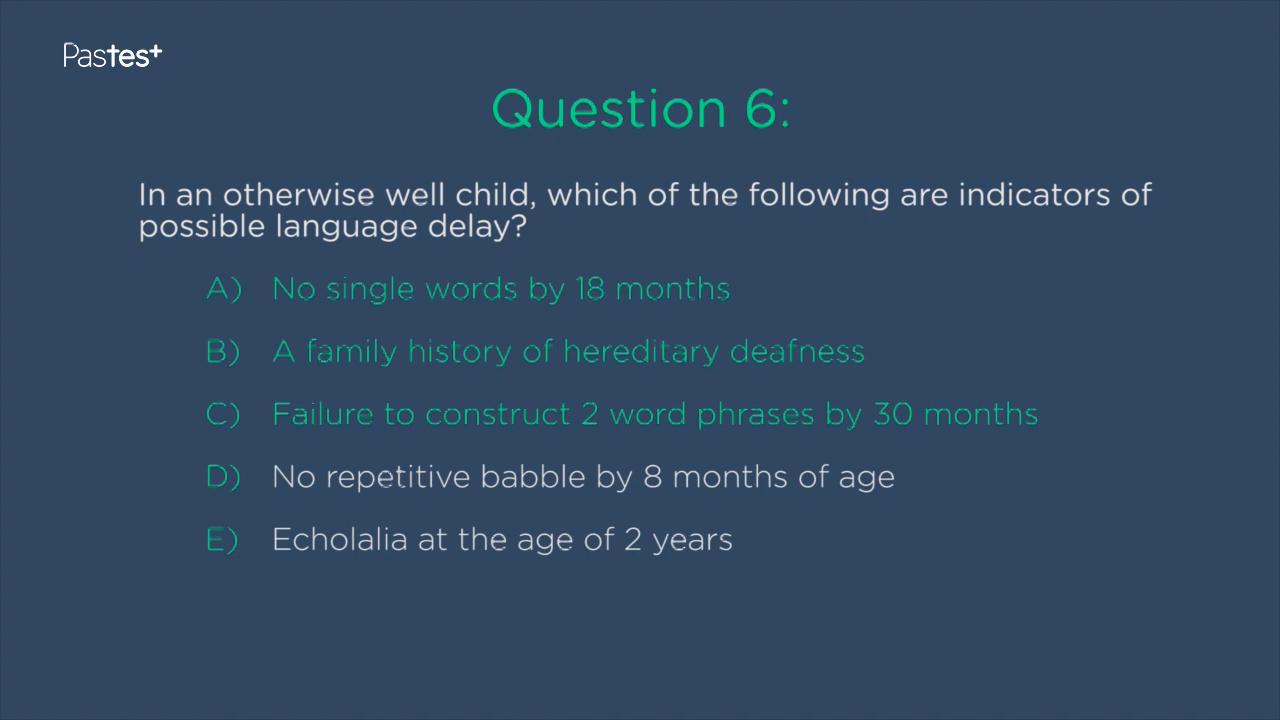 Pastest
Question 6:
In an otherwise well child, which of the following are indicators of
possible language delay?
A) No single words by 18 months
B) A family history of hereditary deafness
C) Failure to construct 2 word phrases by 30 months
D) No repetitive babble by 8 months of age
E) Echolalia at the age of 2 years